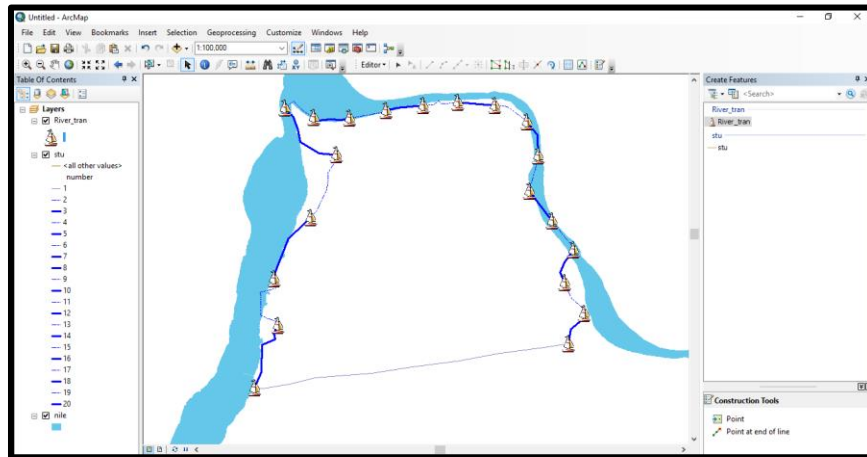 Untitled - ArcMap
File Edit View Bookmarks Insert Selection Geoprocessing Customize Windows Help
1:100,000
Editor
Table Of Contents
Layers
River_tran
stu
<all other values>
number
1
2
3
4
5
6
7
8
9
10
11
12
13
14
15
16
17
18
19
20
nile
Create Features
<Search>
River_tran
River_tran
stu
stu
Construction Tools
Point
Point at end of line